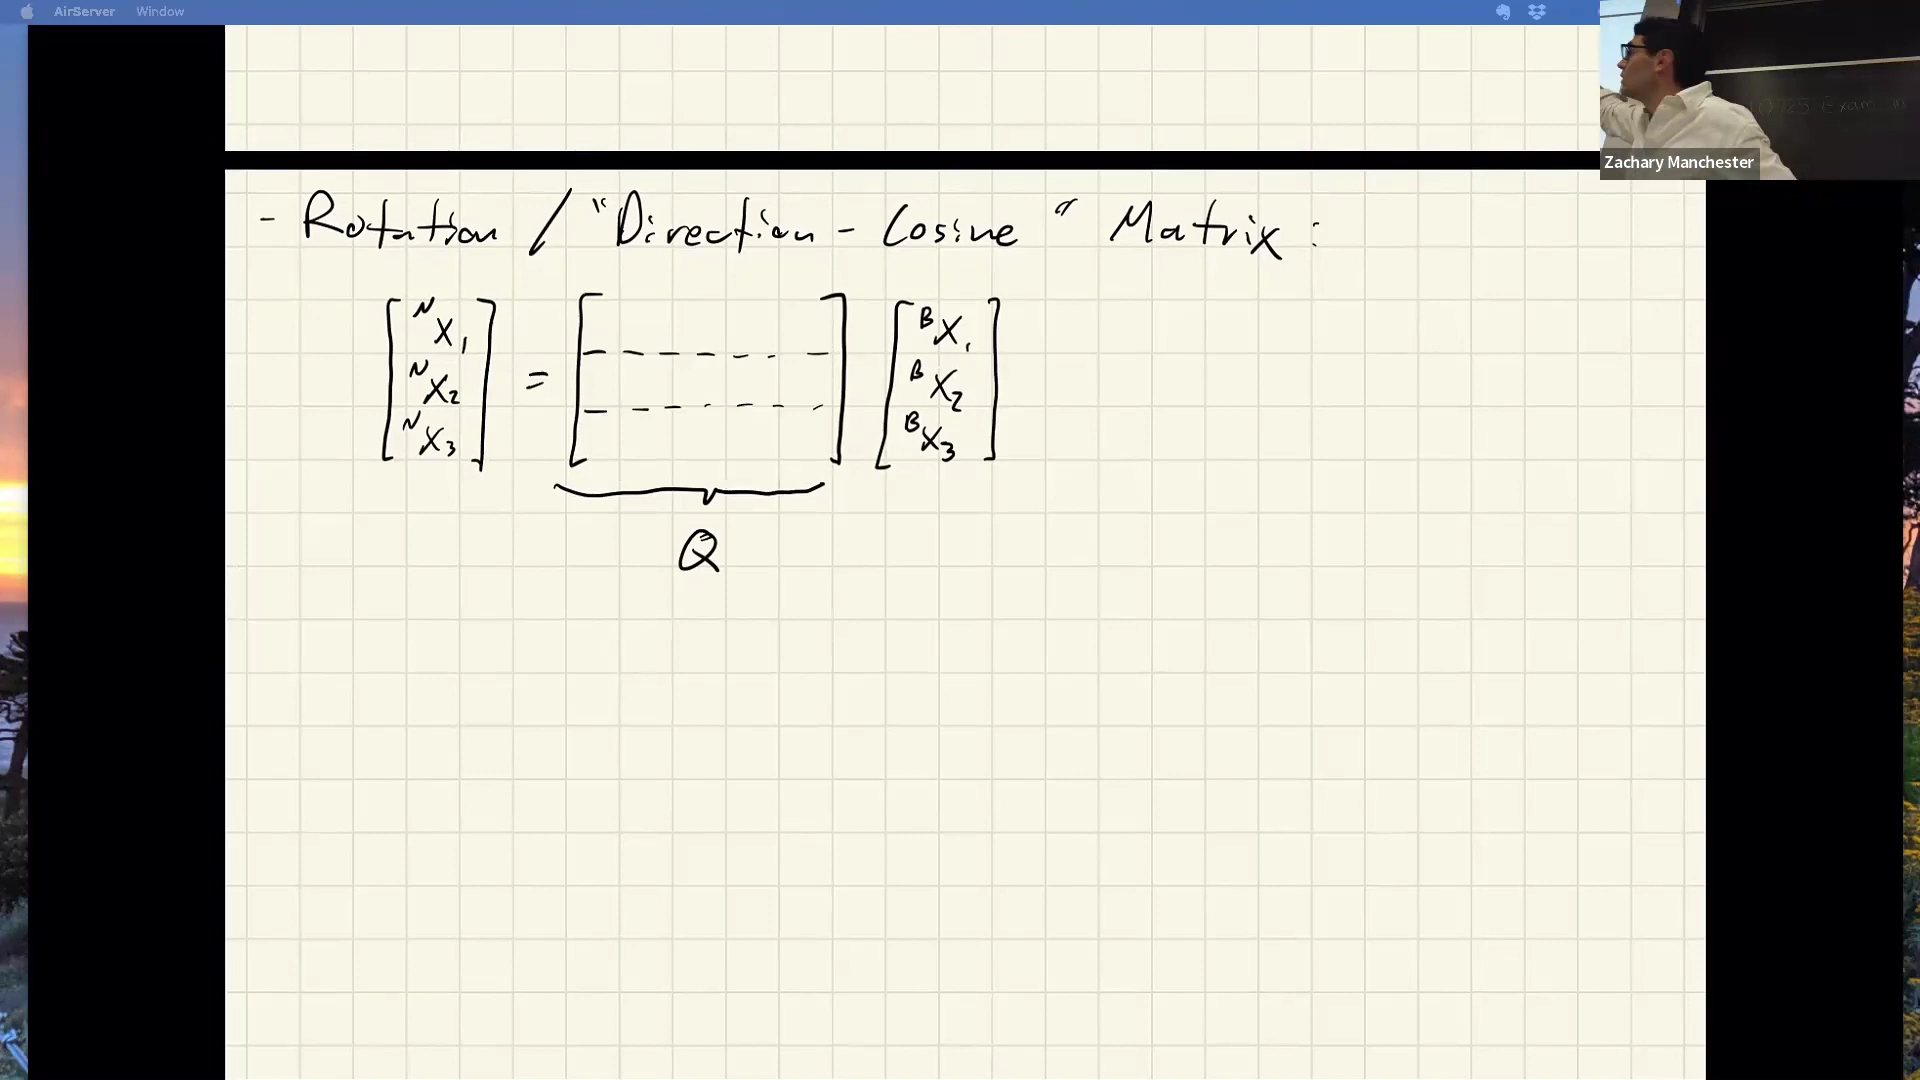 AirServer Window
Zachary Manchester
- Rotation / "Direction - Cosine" Matrix :
[ᴺX₁ ᴺX₂ ᴺX₃] = [ ] [ᴮX₁ ᴮX₂ ᴮX₃]
Q